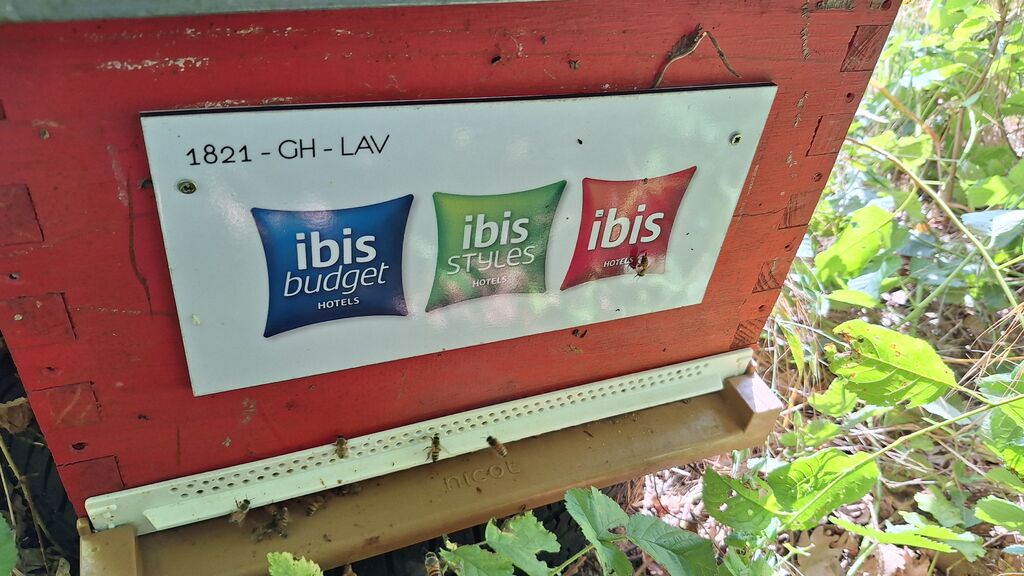 1821 - GH - LAV
ibis
budget
HOTELS
ibis
STYLES
HOTELS
ibis
HOTELS
nicot